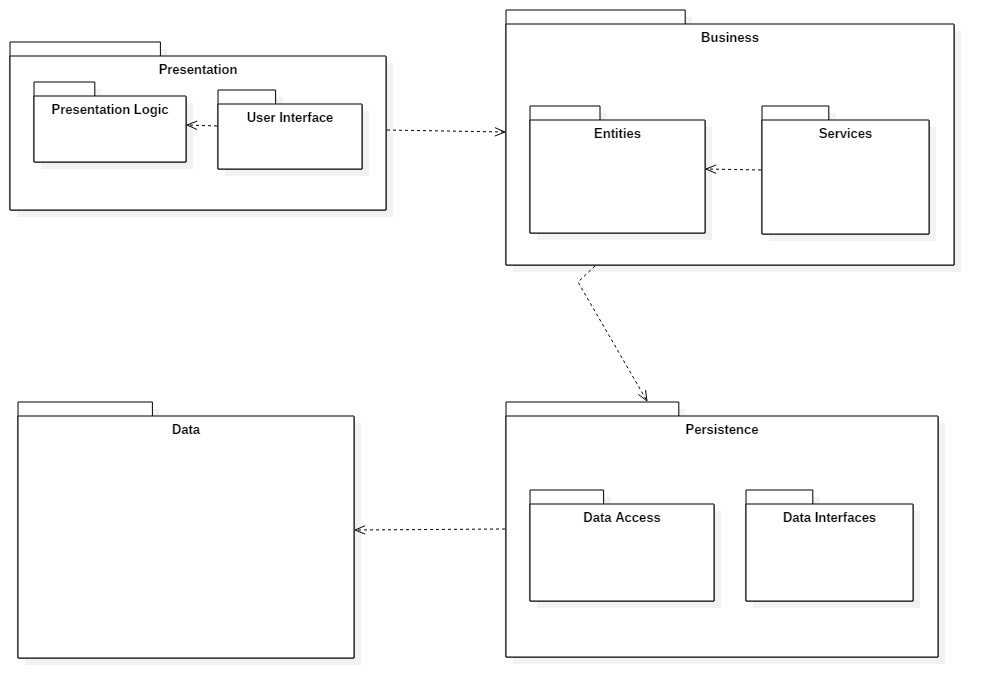 Presentation
Presentation Logic
User Interface
Business
Entities
Services
Data
Persistence
Data Access
Data Interfaces